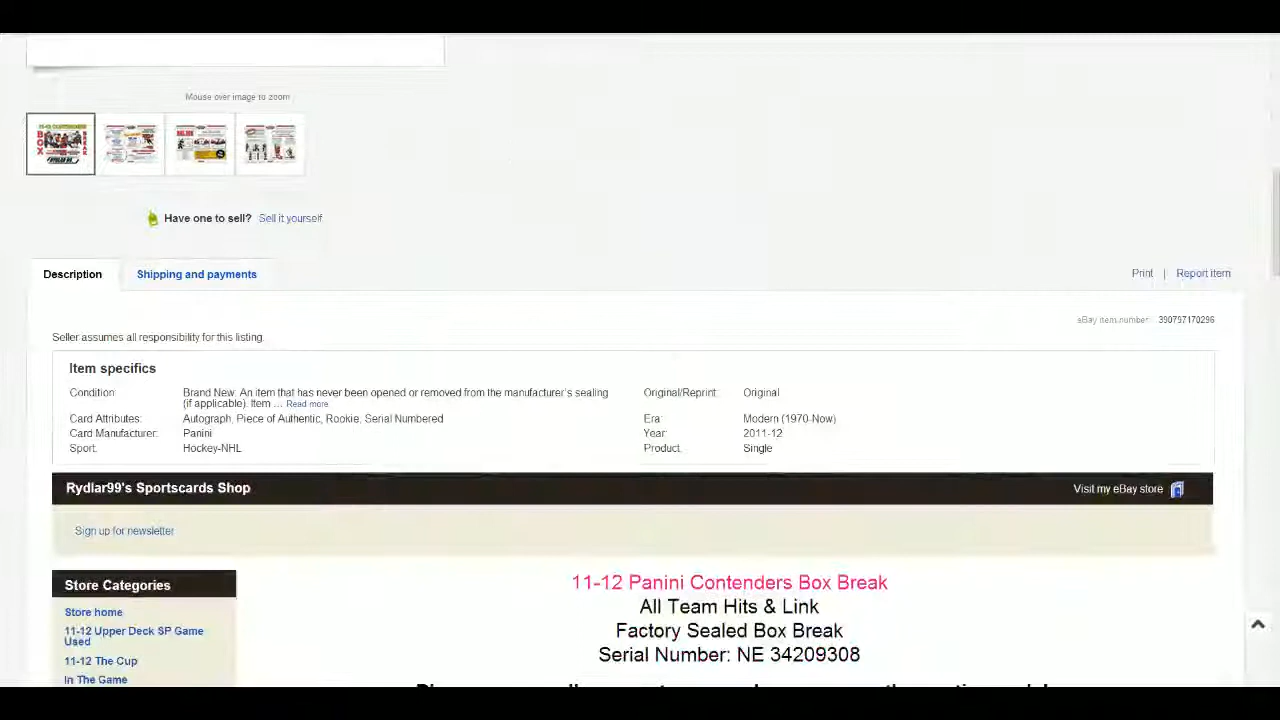 Mouse over image to zoom
11-12 CONTENDERS
BOX
BREAK
Have one to sell? Sell it yourself
Description
Shipping and payments
Print | Report item
eBay item number: 390797170296
Seller assumes all responsibility for this listing.
Item specifics
Condition: Brand New: An item that has never been opened or removed from the manufacturer's sealing
(if applicable). Item ... Read more
Original/Reprint: Original
Card Attributes: Autograph, Piece of Authentic, Rookie, Serial Numbered
Era: Modern (1970-Now)
Card Manufacturer: Panini
Year: 2011-12
Sport: Hockey-NHL
Product: Single
Rydlar99's Sportscards Shop
Visit my eBay store
Sign up for newsletter
Store Categories
Store home
11-12 Upper Deck SP Game
Used
11-12 The Cup
In The Game
11-12 Panini Contenders Box Break
All Team Hits & Link
Factory Sealed Box Break
Serial Number: NE 34209308